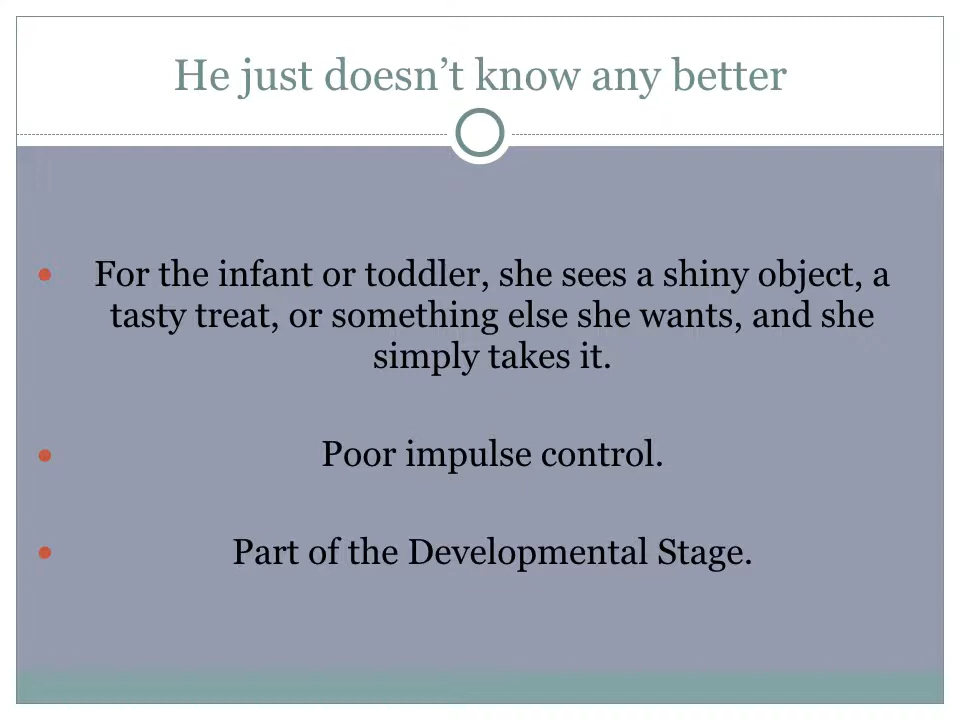 He just doesn’t know any better
For the infant or toddler, she sees a shiny object, a
tasty treat, or something else she wants, and she
simply takes it.
Poor impulse control.
Part of the Developmental Stage.